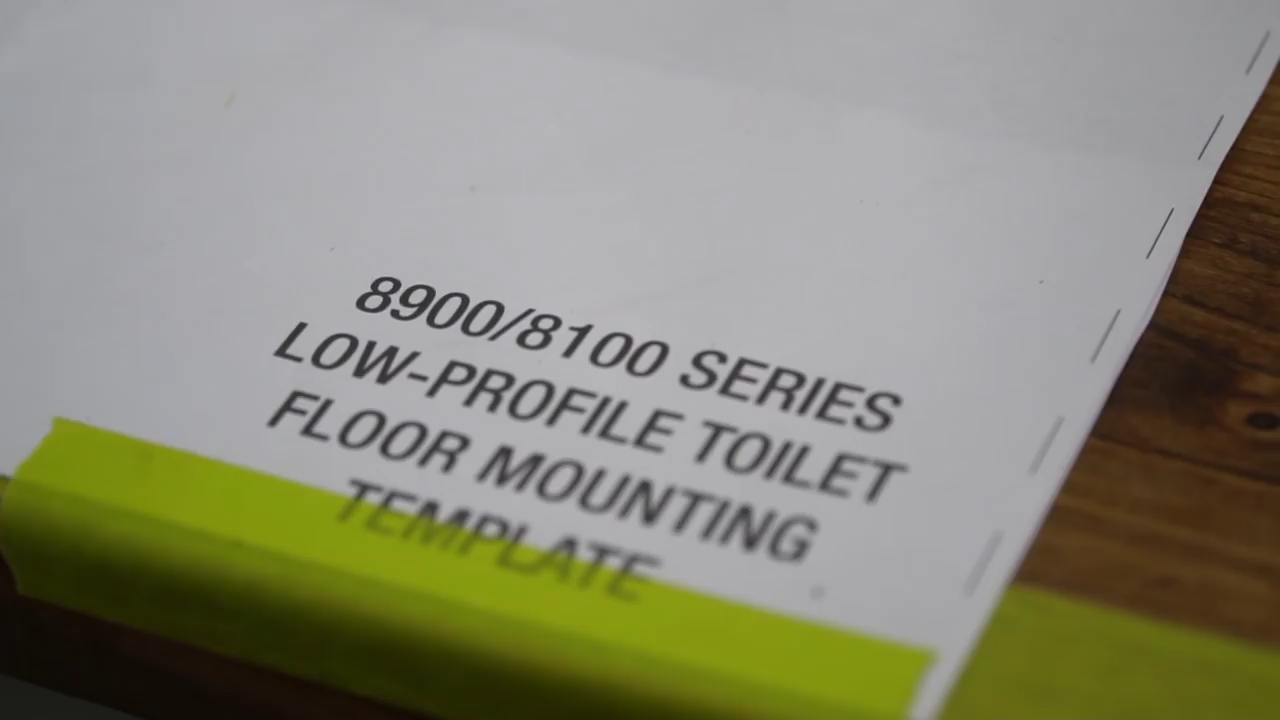 8900/8100 SERIES
LOW-PROFILE TOILET
FLOOR MOUNTING
TEMPLATE